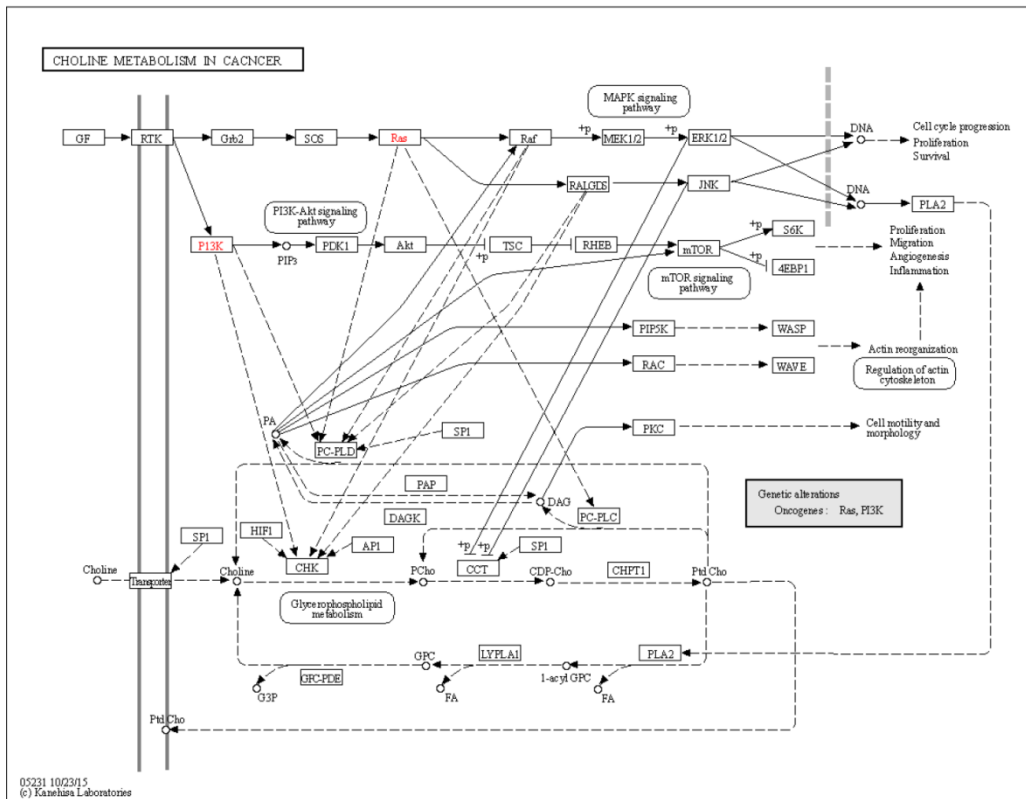 CHOLINE METABOLISM IN CACNCER
MAPK signaling
pathway
GF
RTK
Grb2
SOS
Ras
Raf
+p
MEK1/2
+p
ERK1/2
DNA
Cell cycle progression
Proliferation
Survival
RALGDS
JNK
DNA
PLA2
PI3K-Akt signaling
pathway
P13K
PIP3
PDK1
Akt
+p
TSC
RHEB
mTOR
+p
S6K
+p
4EBP1
mTOR signaling
pathway
Proliferation
Migration
Angiogenesis
Inflammation
PIP5K
WASP
RAC
WAVE
Actin reorganization
Regulation of actin
cytoskeleton
PA
PC-PLD
SP1
PKC
Cell motility and
morphology
PAP
DAG
DAGK
PC-PLC
Genetic alterations
Oncogenes : Ras, PI3K
SP1
HIF1
AP1
+p
+p
SP1
Choline
Transporter
Choline
CHK
PCho
CCT
CDP-Cho
CHPT1
Ptd Cho
Glycerophospholipid
metabolism
GPC
LYPLA1
1-acyl GPC
PLA2
GFC-PDE
G3P
FA
FA
Ptd Cho
05231 10/23/15
(c) Kanehisa Laboratories